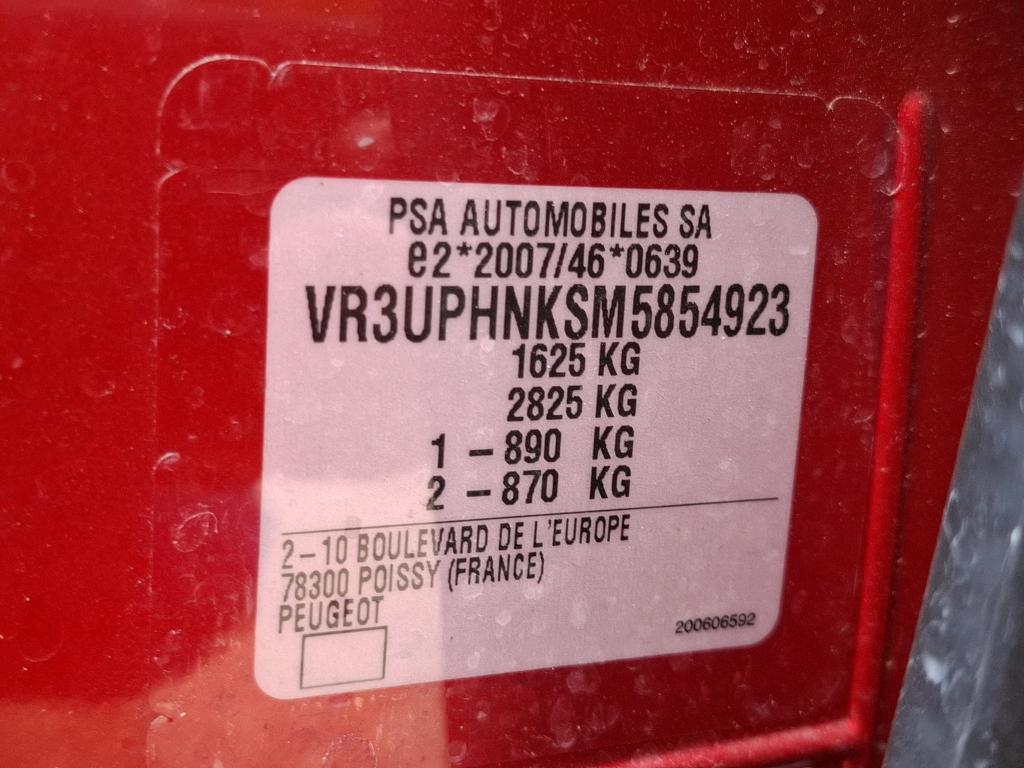 PSA AUTOMOBILES SA
e2*2007/46*0639
VR3UPHNKSM5854923
1625 KG
2825 KG
1 - 890 KG
2 - 870 KG
2-10 BOULEVARD DE L'EUROPE
78300 POISSY (FRANCE)
PEUGEOT
200606592